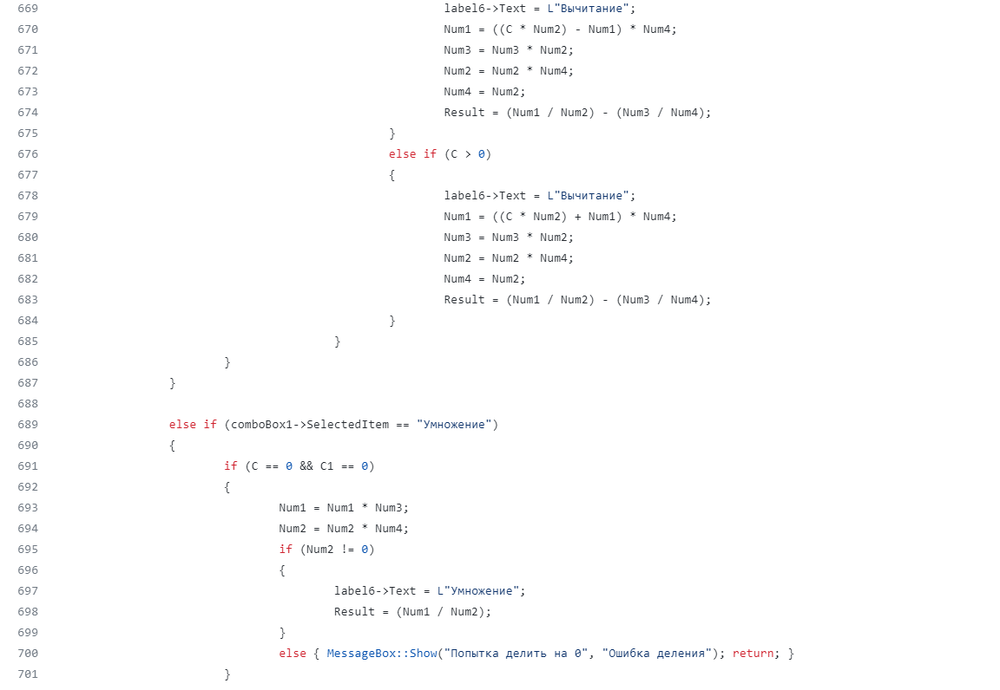 669 label6->Text = L"Вычитание";
670 Num1 = ((C * Num2) - Num1) * Num4;
671 Num3 = Num3 * Num2;
672 Num2 = Num2 * Num4;
673 Num4 = Num2;
674 Result = (Num1 / Num2) - (Num3 / Num4);
675 }
676 else if (C > 0)
677 {
678 label6->Text = L"Вычитание";
679 Num1 = ((C * Num2) + Num1) * Num4;
680 Num3 = Num3 * Num2;
681 Num2 = Num2 * Num4;
682 Num4 = Num2;
683 Result = (Num1 / Num2) - (Num3 / Num4);
684 }
685 }
686 }
687 }
688
689 else if (comboBox1->SelectedItem == "Умножение")
690 {
691 if (C == 0 && C1 == 0)
692 {
693 Num1 = Num1 * Num3;
694 Num2 = Num2 * Num4;
695 if (Num2 != 0)
696 {
697 label6->Text = L"Умножение";
698 Result = (Num1 / Num2);
699 }
700 else { MessageBox::Show("Попытка делить на 0", "Ошибка деления"); return; }
701 }